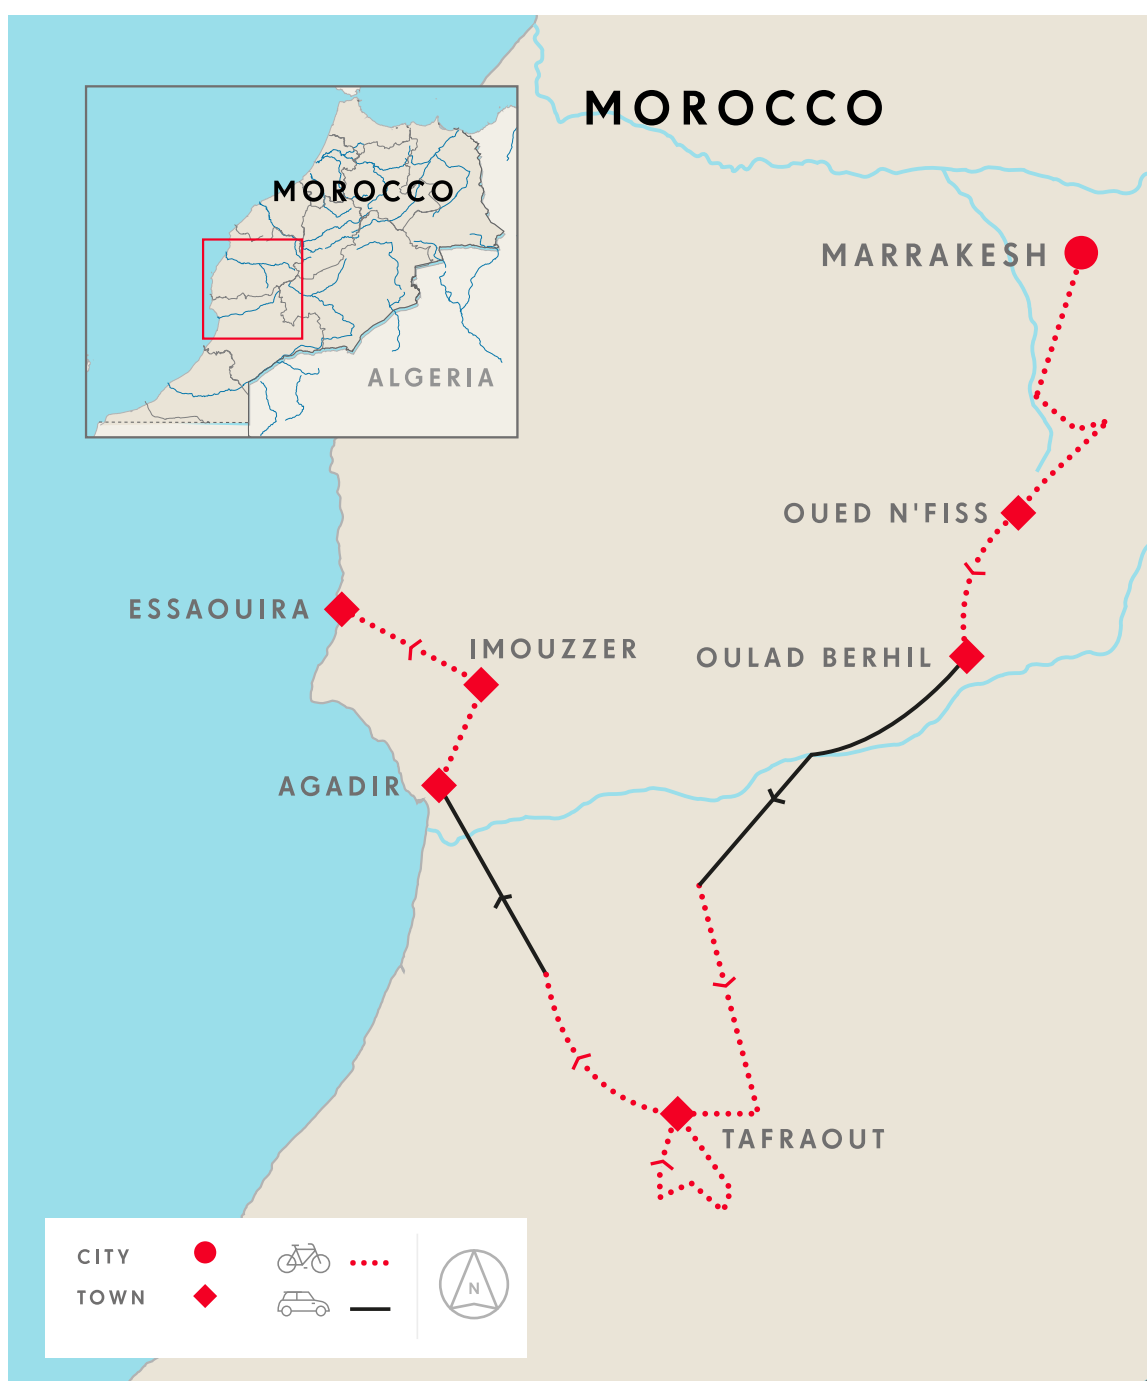 MOROCCO
MOROCCO
ALGERIA
MARRAKESH
OUED N'FISS
ESSAOUIRA
IMOUZZER
OULAD BERHIL
AGADIR
TAFRAOUT
CITY
TOWN
N